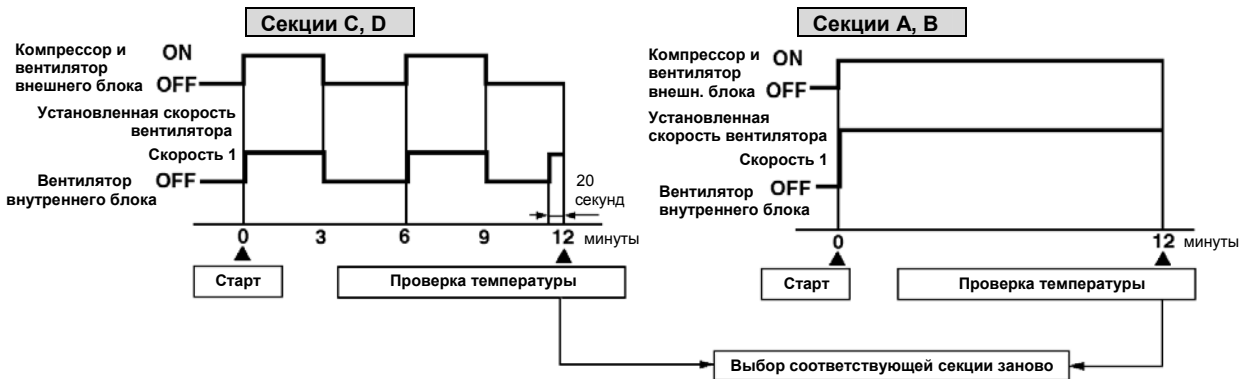 Секции C, D
Компрессор и
вентилятор
внешнего блока
ON
OFF
Установленная скорость
вентилятора
Скорость 1
Вентилятор
внутреннего блока
OFF
20
секунд
0 3 6 9 12 минуты
Старт
Проверка температуры
Секции A, B
Компрессор и
вентилятор
внешн. блока
ON
OFF
Установленная
скорость вентилятора
Скорость 1
Вентилятор
внутреннего блока
OFF
0 12 минуты
Старт
Проверка температуры
Выбор соответствующей секции заново